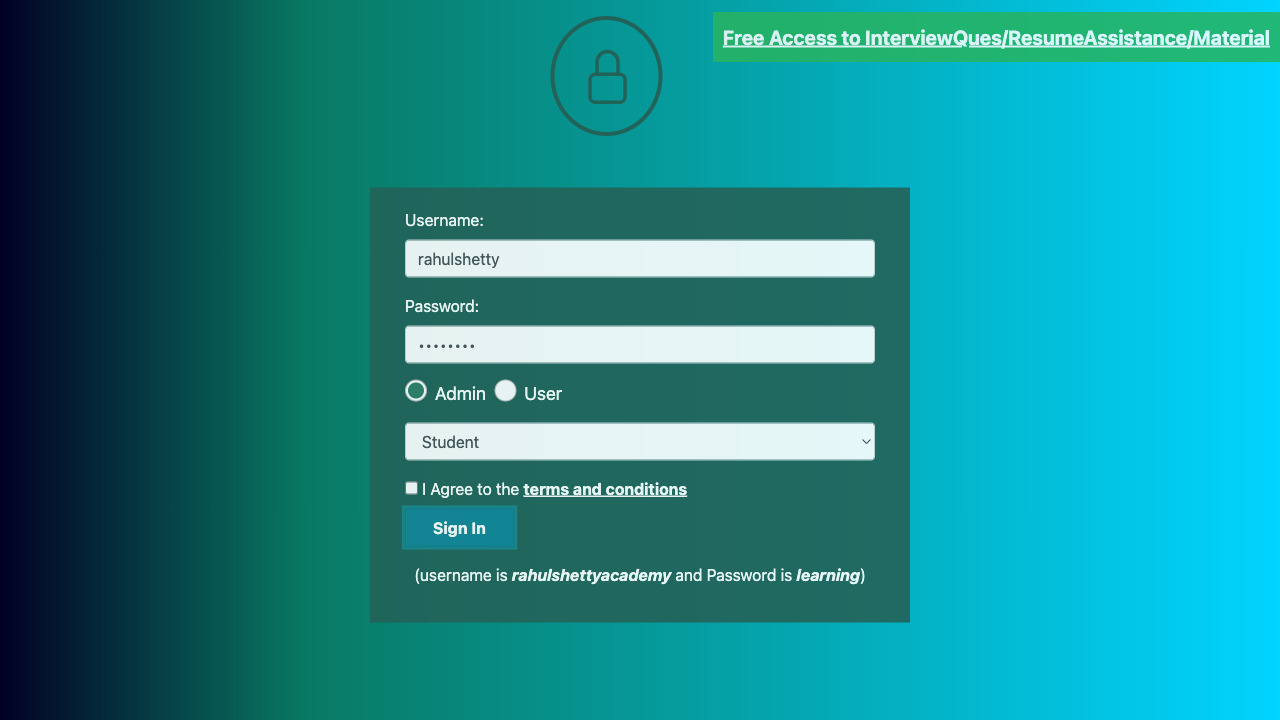 Free Access to InterviewQues/ResumeAssistance/Material
Username:
rahulshetty
Password:
••••••••
Admin User
Student
I Agree to the terms and conditions
Sign In
(username is rahulshettyacademy and Password is learning)